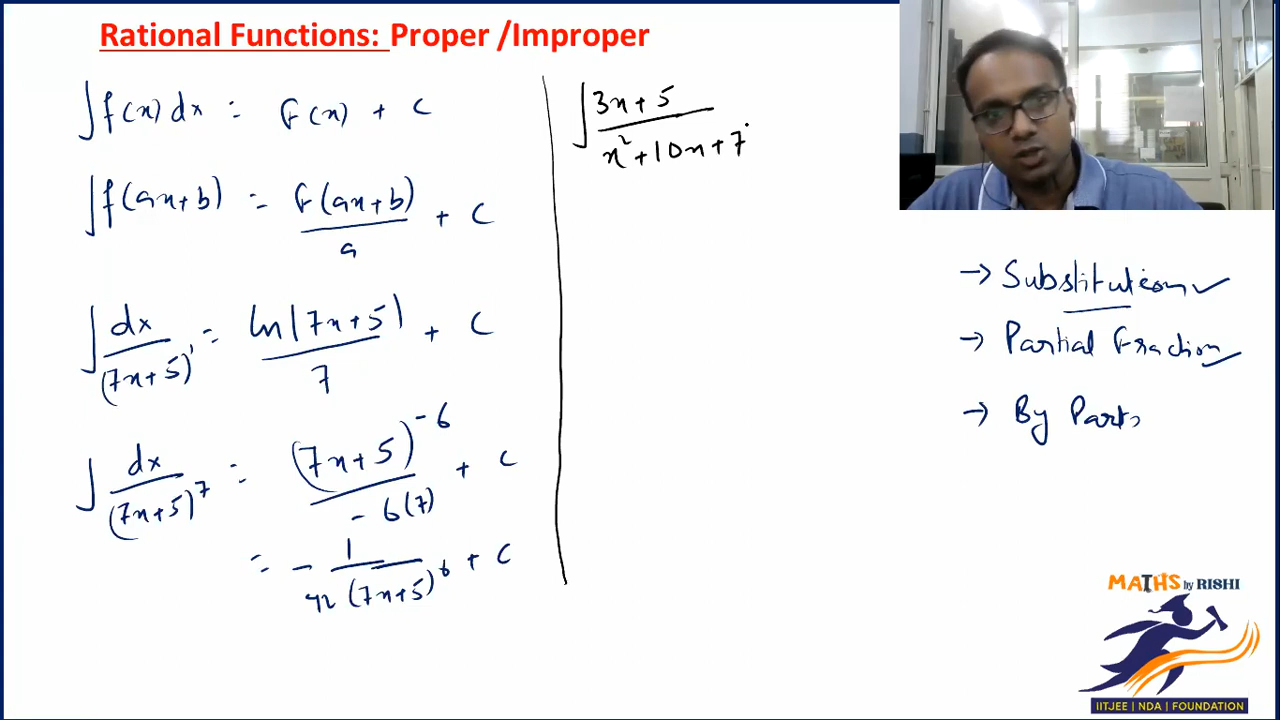 Rational Functions: Proper /Improper
∫f(x) dx = F(x) + C
∫f(ax+b) = F(ax+b)/a + C
∫dx/(7x+5)¹ = ln|7x+5|/7 + C
∫dx/(7x+5)⁷ = (7x+5)⁻⁶/-6(7) + C
= -1/42(7x+5)⁶ + C
∫3x+5/x²+10x+7
→ Substitution ✓
→ Partial Fraction ✓
→ By Parts
MATHS by RISHI
IITJEE | NDA | FOUNDATION